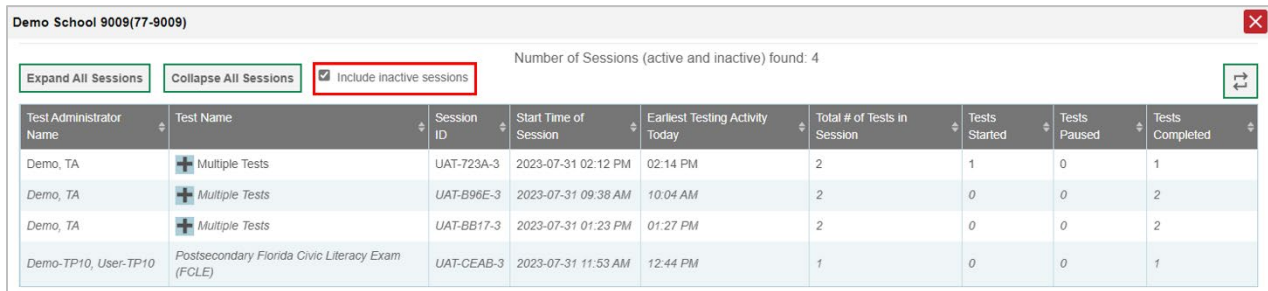 Demo School 9009(77-9009)
Number of Sessions (active and inactive) found: 4
Expand All Sessions Collapse All Sessions Include inactive sessions
Test Administrator Name Test Name Session ID Start Time of Session Earliest Testing Activity Today Total # of Tests in Session Tests Started Tests Paused Tests Completed
Demo, TA Multiple Tests UAT-723A-3 2023-07-31 02:12 PM 02:14 PM 2 1 0 1
Demo, TA Multiple Tests UAT-B96E-3 2023-07-31 09:38 AM 10:04 AM 2 0 0 2
Demo, TA Multiple Tests UAT-BB17-3 2023-07-31 01:23 PM 01:27 PM 2 0 0 2
Demo-TP10, User-TP10 Postsecondary Florida Civic Literacy Exam (FCLE) UAT-CEAB-3 2023-07-31 11:53 AM 12:44 PM 1 0 0 1